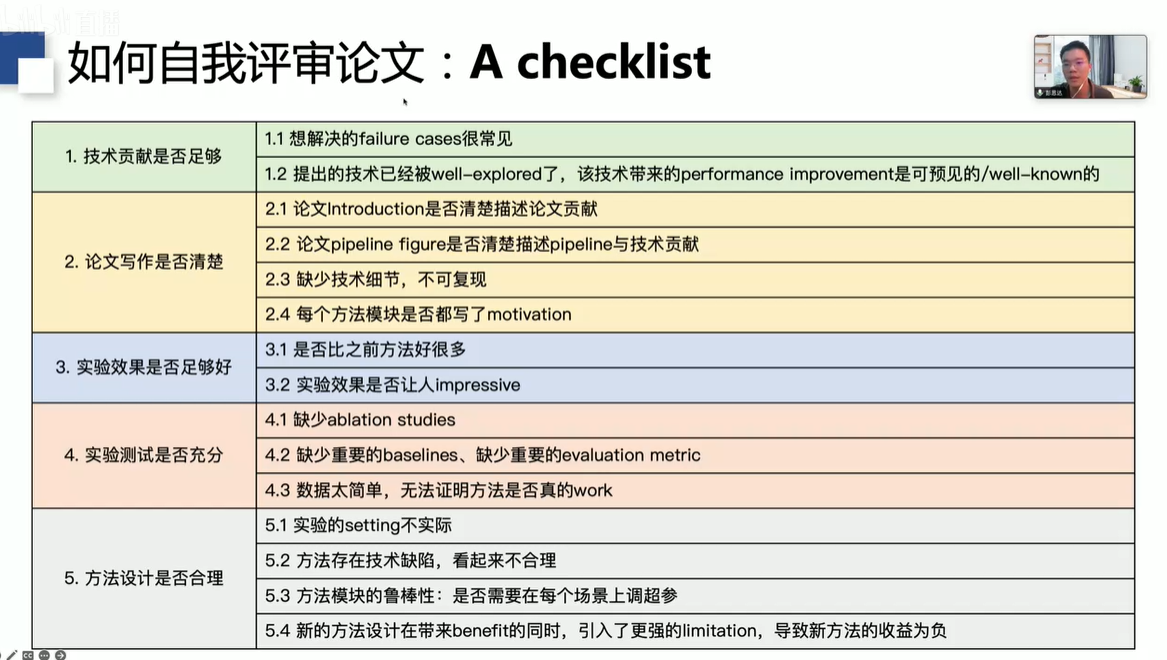 如何自我评审论文：A checklist
1. 技术贡献是否足够
1.1 想解决的failure cases很常见
1.2 提出的技术已经被well-explored了，该技术带来的performance improvement是可预见的/well-known的
2. 论文写作是否清楚
2.1 论文Introduction是否清楚描述论文贡献
2.2 论文pipeline figure是否清楚描述pipeline与技术贡献
2.3 缺少技术细节，不可复现
2.4 每个方法模块是否都写了motivation
3. 实验效果是否足够好
3.1 是否比之前方法好很多
3.2 实验效果是否让人impressive
4. 实验测试是否充分
4.1 缺少ablation studies
4.2 缺少重要的baselines、缺少重要的evaluation metric
4.3 数据太简单，无法证明方法是否真的work
5. 方法设计是否合理
5.1 实验的setting不实际
5.2 方法存在技术缺陷，看起来不合理
5.3 方法模块的鲁棒性：是否需要在每个场景上调超参
5.4 新的方法设计在带来benefit的同时，引入了更强的limitation，导致新方法的收益为负